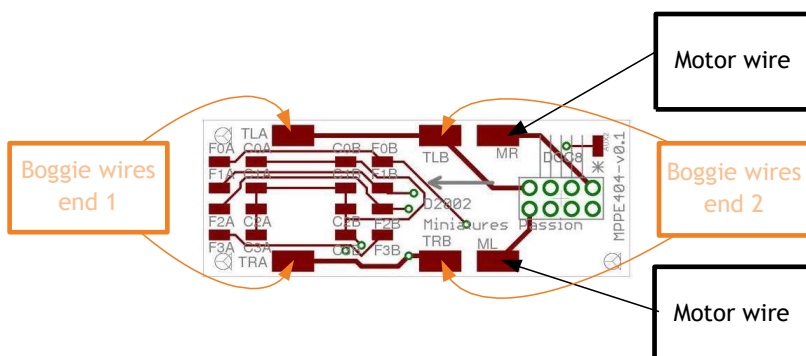 Motor wire
TLA
F0A C0A C0B F0B
TLB
MR
DCC8
AUX2
F1A C1A C1B F1B
Boggie wires
end 1
Boggie wires
end 2
D2002
F2A C2A C2B F2B
Miniatures Passion
MPPE404-v0.1
F3A C3A C3B F3B
TRB
ML
TRA
Motor wire